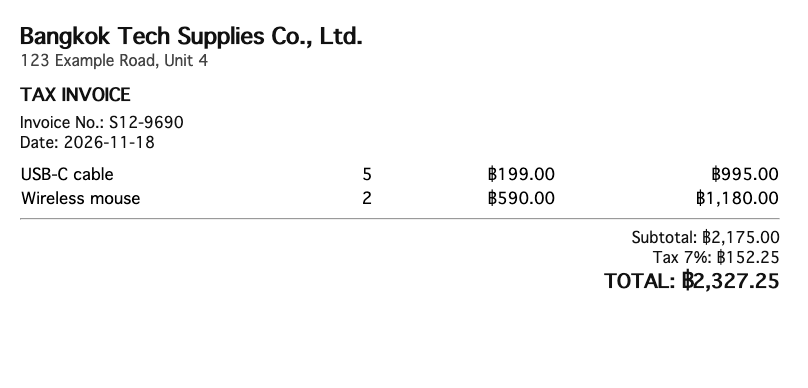 Bangkok Tech Supplies Co., Ltd.
123 Example Road, Unit 4
TAX INVOICE
Invoice No.: S12-9690
Date: 2026-11-18
USB-C cable 5 ฿199.00 ฿995.00
Wireless mouse 2 ฿590.00 ฿1,180.00
Subtotal: ฿2,175.00
Tax 7%: ฿152.25
TOTAL: ฿2,327.25